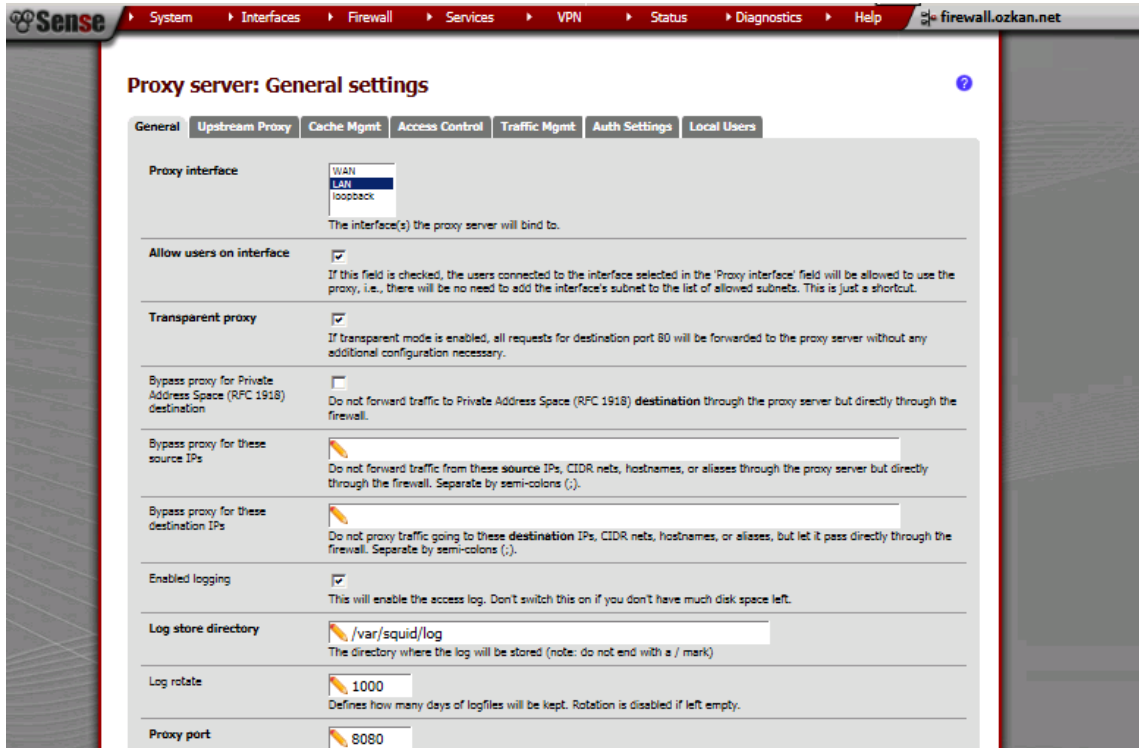 Sense System Interfaces Firewall Services VPN Status Diagnostics Help firewall.ozkan.net
Proxy server: General settings
?
General Upstream Proxy Cache Mgmt Access Control Traffic Mgmt Auth Settings Local Users
Proxy interface
WAN
LAN
loopback
The interface(s) the proxy server will bind to.
Allow users on interface
If this field is checked, the users connected to the interface selected in the 'Proxy interface' field will be allowed to use the
proxy, i.e., there will be no need to add the interface's subnet to the list of allowed subnets. This is just a shortcut.
Transparent proxy
If transparent mode is enabled, all requests for destination port 80 will be forwarded to the proxy server without any
additional configuration necessary.
Bypass proxy for Private
Address Space (RFC 1918)
destination
Do not forward traffic to Private Address Space (RFC 1918) destination through the proxy server but directly through the
firewall.
Bypass proxy for these
source IPs
Do not forward traffic from these source IPs, CIDR nets, hostnames, or aliases through the proxy server but directly
through the firewall. Separate by semi-colons (;).
Bypass proxy for these
destination IPs
Do not proxy traffic going to these destination IPs, CIDR nets, hostnames, or aliases, but let it pass directly through the
firewall. Separate by semi-colons (;).
Enabled logging
This will enable the access log. Don't switch this on if you don't have much disk space left.
Log store directory
/var/squid/log
The directory where the log will be stored (note: do not end with a / mark)
Log rotate
1000
Defines how many days of logfiles will be kept. Rotation is disabled if left empty.
Proxy port
8080